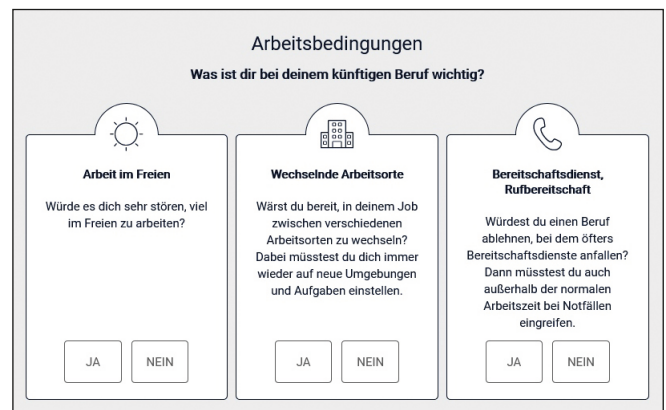 Arbeitsbedingungen
Was ist dir bei deinem künftigen Beruf wichtig?
Arbeit im Freien
Würde es dich sehr stören, viel
im Freien zu arbeiten?
JA
NEIN
Wechselnde Arbeitsorte
Wärst du bereit, in deinem Job
zwischen verschiedenen
Arbeitsorten zu wechseln?
Dabei müsstest du dich immer
wieder auf neue Umgebungen
und Aufgaben einstellen.
JA
NEIN
Bereitschaftsdienst,
Rufbereitschaft
Würdest du einen Beruf
ablehnen, bei dem öfters
Bereitschaftsdienste anfallen?
Dann müsstest du auch
außerhalb der normalen
Arbeitszeit bei Notfällen
eingreifen.
JA
NEIN